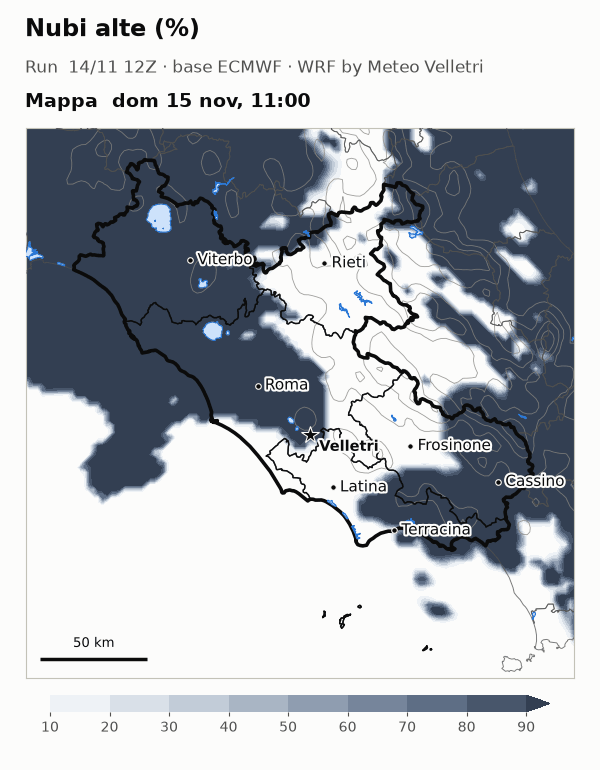 Nubi alte (%)
Run 14/11 12Z · base ECMWF · WRF by Meteo Velletri
Mappa dom 15 nov, 11:00
Viterbo
Rieti
Roma
Velletri
Frosinone
Cassino
Latina
Terracina
50 km
10 20 30 40 50 60 70 80 90